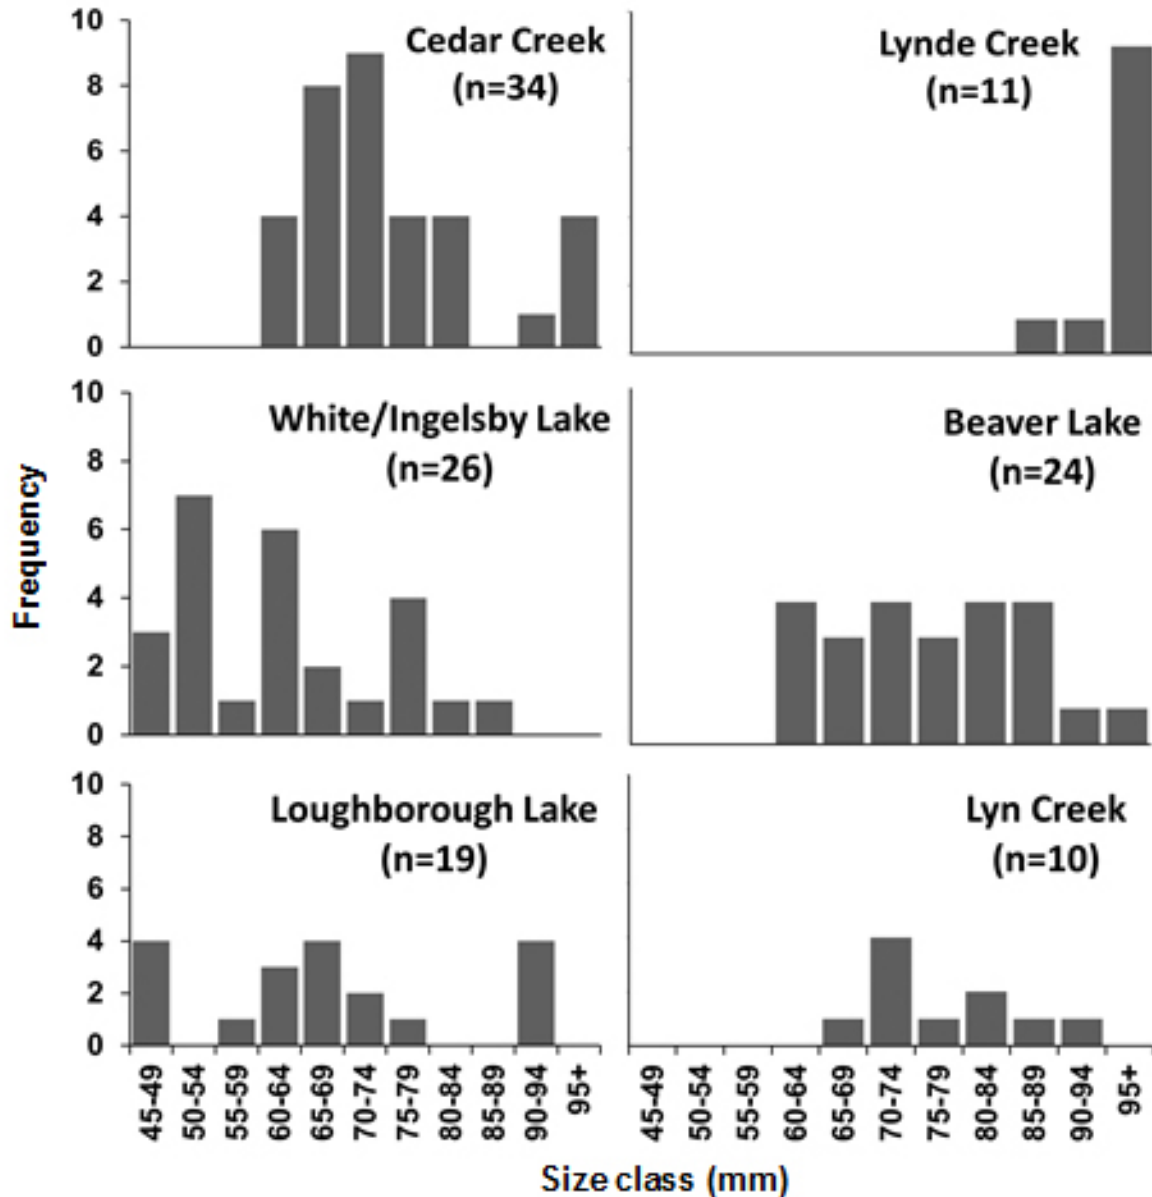 Cedar Creek
(n=34)
10
8
6
4
2
0
Lynde Creek
(n=11)
White/Ingelsby Lake
(n=26)
10
8
6
4
2
0
Beaver Lake
(n=24)
Loughborough Lake
(n=19)
10
8
6
4
2
0
Lyn Creek
(n=10)
Frequency
45-49
50-54
55-59
60-64
65-69
70-74
75-79
80-84
85-89
90-94
95+
45-49
50-54
55-59
60-64
65-69
70-74
75-79
80-84
85-89
90-94
95+
Size class (mm)